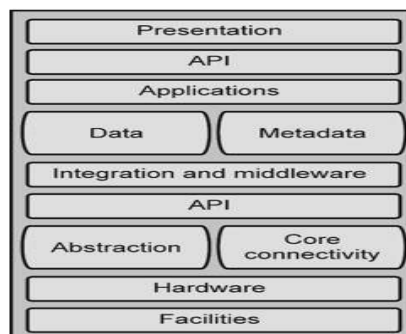 Presentation
API
Applications
Data Metadata
Integration and middleware
API
Abstraction Core
connectivity
Hardware
Facilities